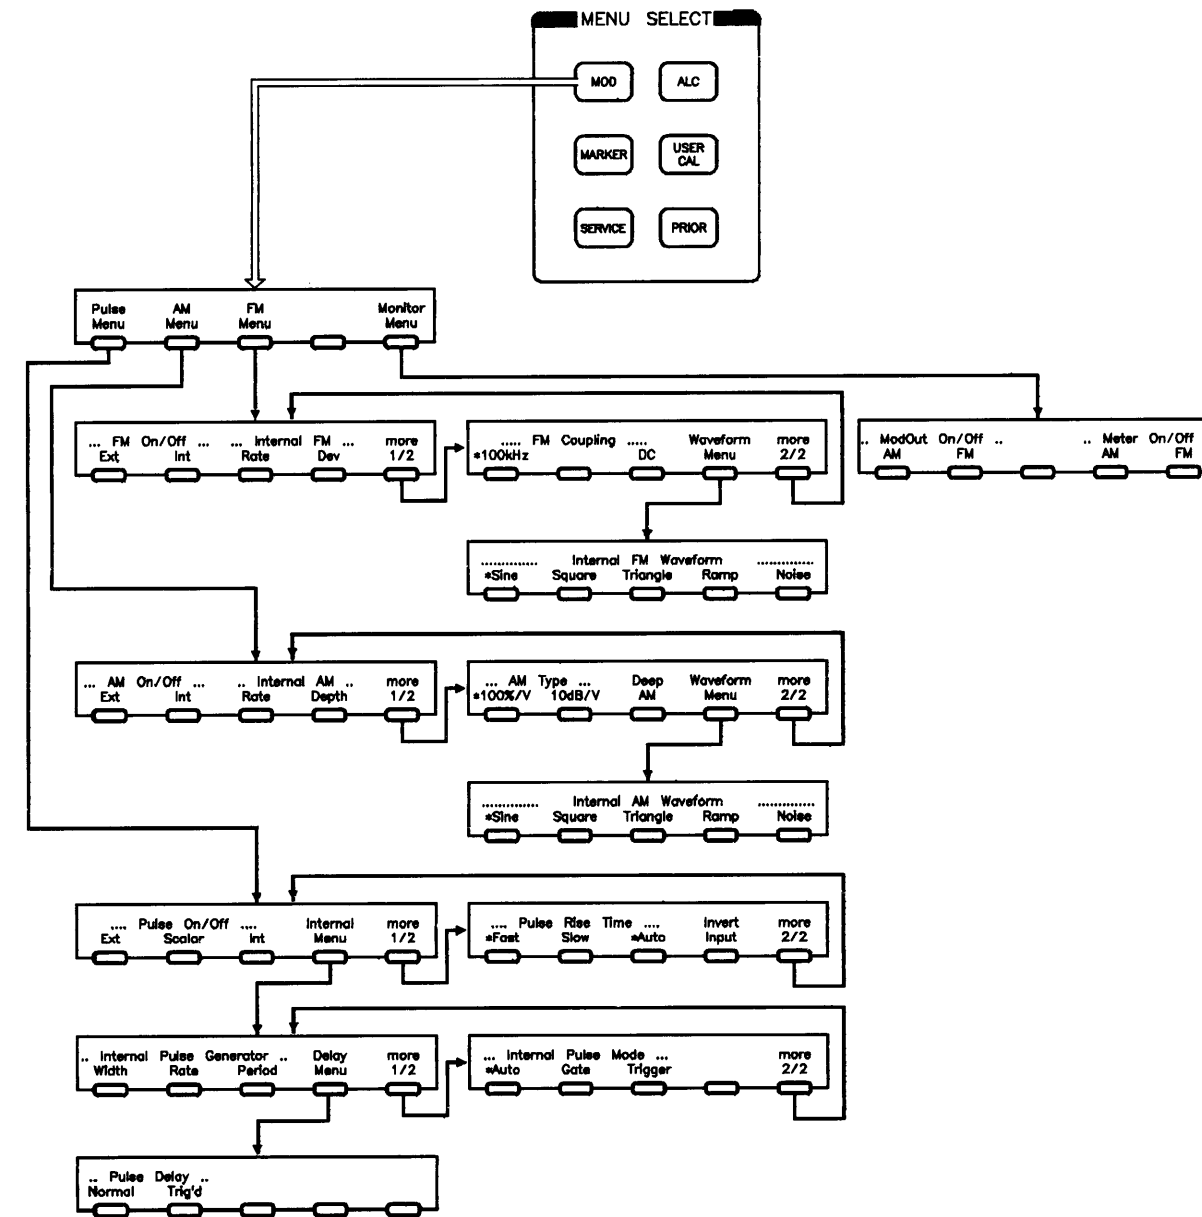 MENU SELECT
MOD ALC
MARKER USER CAL
SERVICE PRIOR
Pulse Menu AM Menu FM Menu Monitor Menu
... FM On/Off ... ... Internal FM ... more
Ext Int Rate Dev 1/2
..... FM Coupling ..... Waveform more
*100kHz DC Menu 2/2
.. ModOut On/Off .. .. Meter On/Off
AM FM AM FM
.............. Internal FM Waveform ..............
*Sine Square Triangle Ramp Noise
... AM On/Off ... .. Internal AM .. more
Ext Int Rate Depth 1/2
... AM Type ... Deep Waveform more
*100%/V 10dB/V AM Menu 2/2
.............. Internal AM Waveform ..............
*Sine Square Triangle Ramp Noise
.... Pulse On/Off .... Internal more
Ext Scalar Int Menu 1/2
.... Pulse Rise Time .... Invert more
*Fast Slow *Auto Input 2/2
.. Internal Pulse Generator .. Delay more
Width Rate Period Menu 1/2
... Internal Pulse Mode ... more
*Auto Gate Trigger 2/2
.. Pulse Delay ..
Normal Trig'd